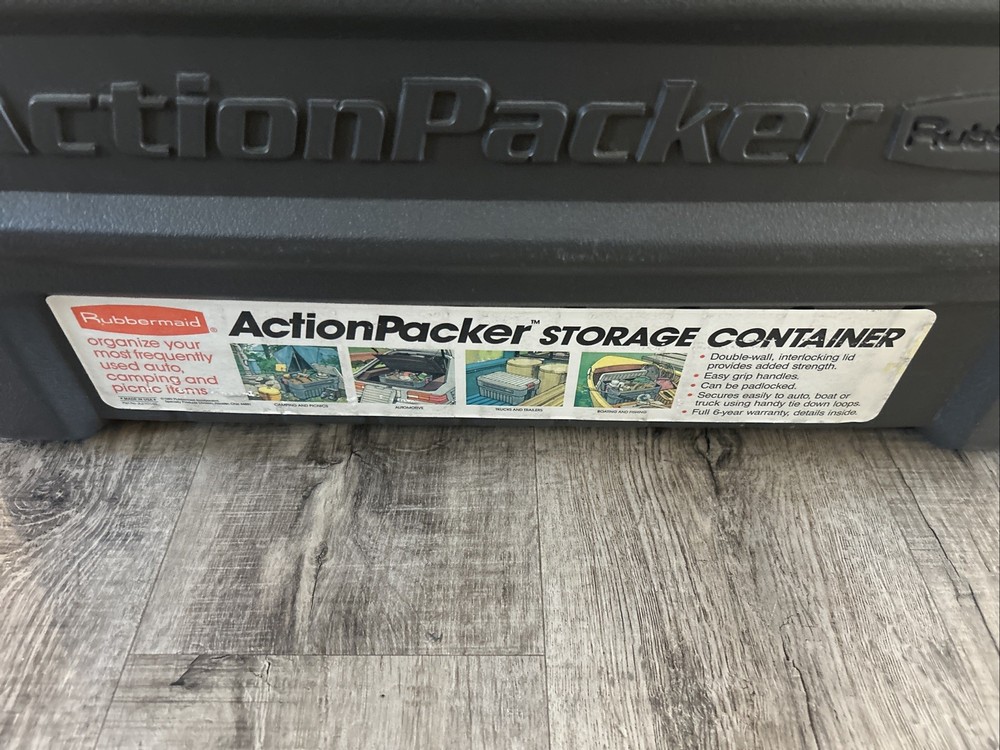 ActionPacker
Rubbermaid®
ActionPacker™ STORAGE CONTAINER
organize your
most frequently
used auto,
camping and
picnic items
CAMPING AND PICNICS
AUTOMOTIVE
TRUCKS AND TRAILERS
BOATING AND FISHING
• Double-wall, interlocking lid
provides added strength.
• Easy grip handles.
• Can be padlocked.
• Secures easily to auto, boat or
truck using handy tie down loops.
• Full 6-year warranty, details inside.